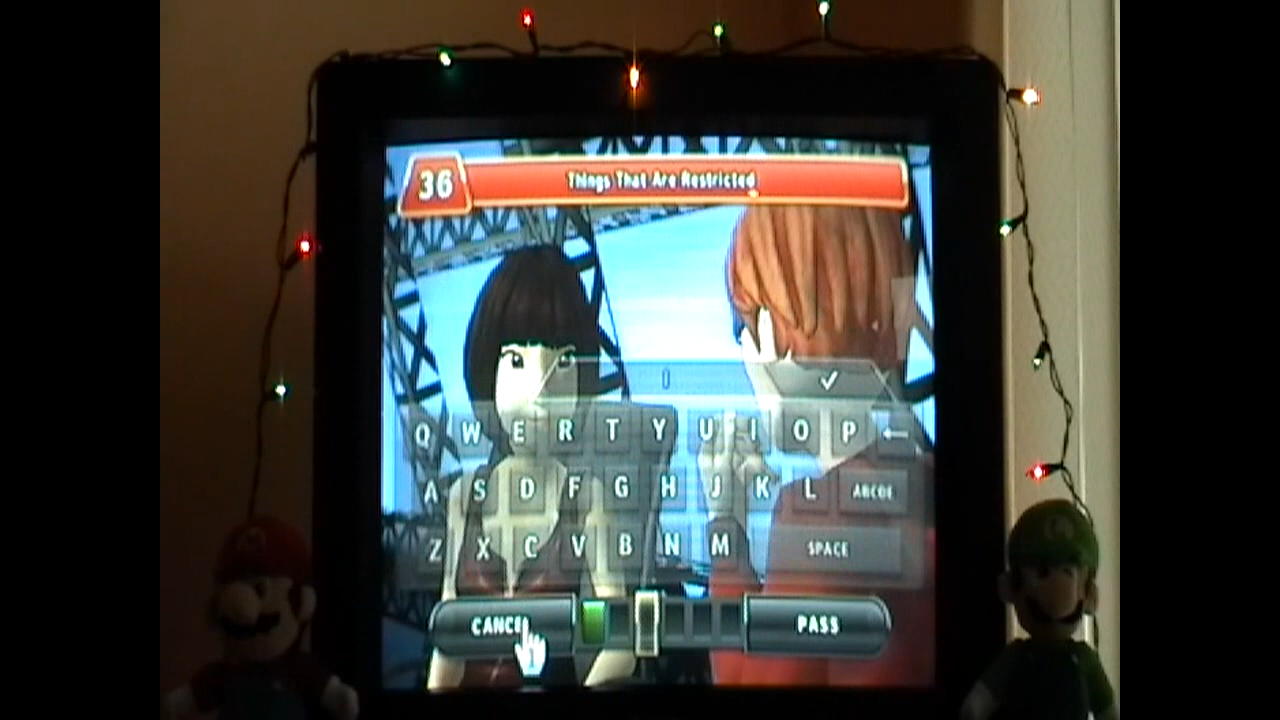 36
Things That Are Restricted
Q W E R T Y U I O P ←
A S D F G H J K L ABCDE
Z X C V B N M SPACE
CANCEL PASS